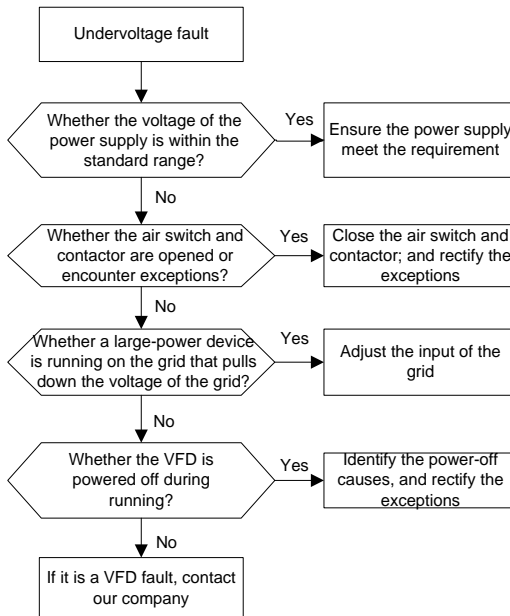 Undervoltage fault
Whether the voltage of the
power supply is within the
standard range?
Yes
Ensure the power supply
meet the requirement
No
Whether the air switch and
contactor are opened or
encounter exceptions?
Yes
Close the air switch and
contactor; and rectify the
exceptions
No
Whether a large-power device
is running on the grid that pulls
down the voltage of the grid?
Yes
Adjust the input of the
grid
No
Whether the VFD is
powered off during
running?
Yes
Identify the power-off
causes, and rectify the
exceptions
No
If it is a VFD fault, contact
our company